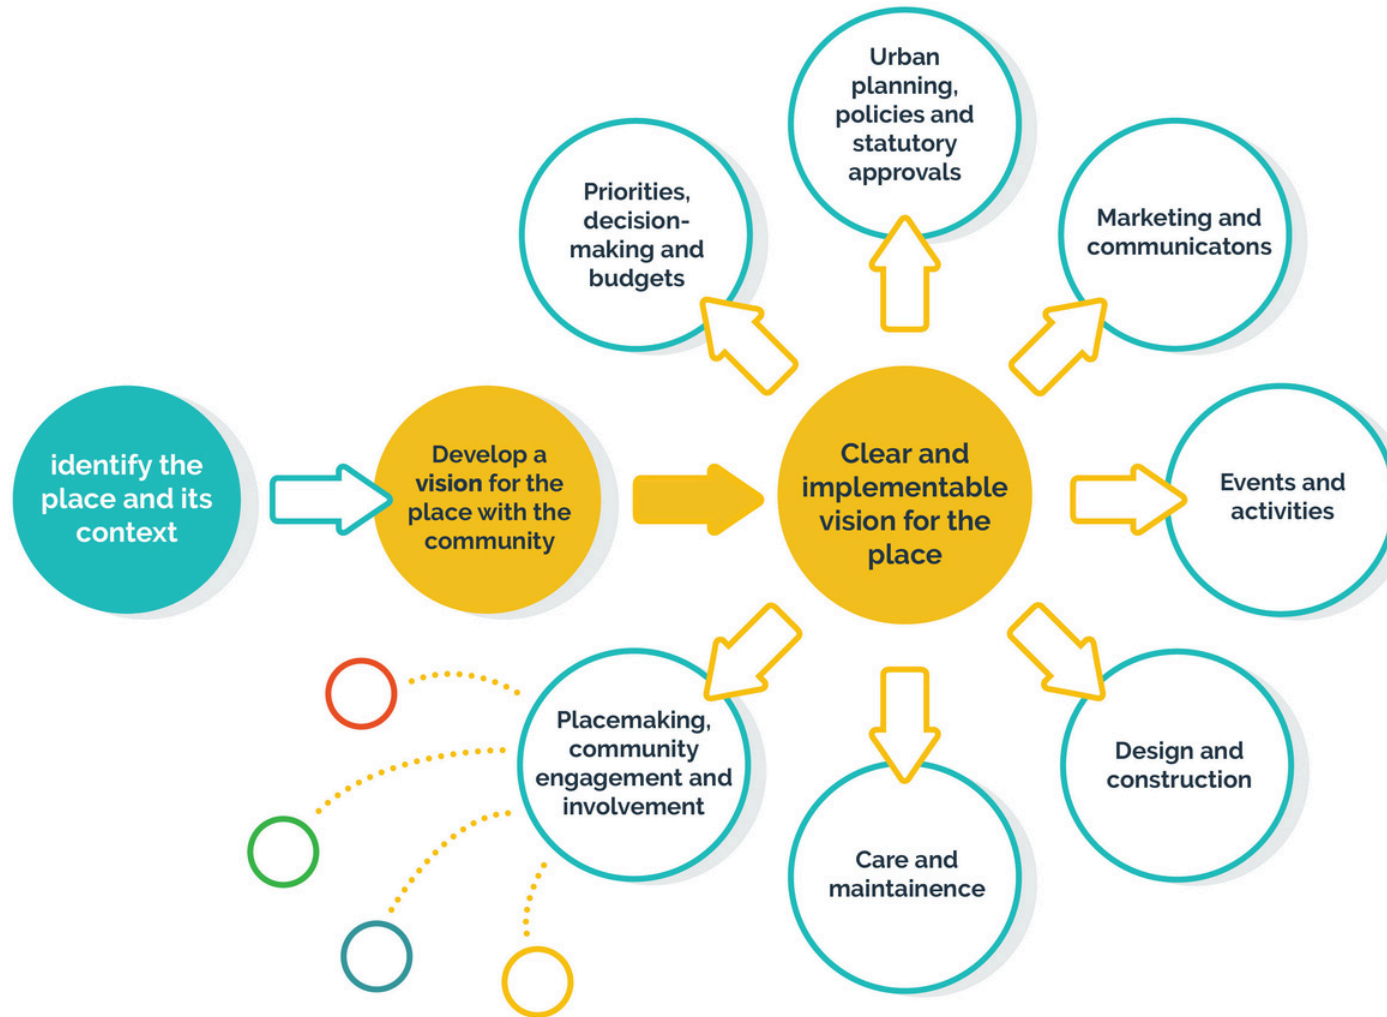 Urban
planning,
policies and
statutory
approvals
Priorities,
decision-
making and
budgets
Marketing and
communicatons
identify the
place and its
context
Develop a
vision for the
place with the
community
Clear and
implementable
vision for the
place
Events and
activities
Placemaking,
community
engagement and
involvement
Design and
construction
Care and
maintainence